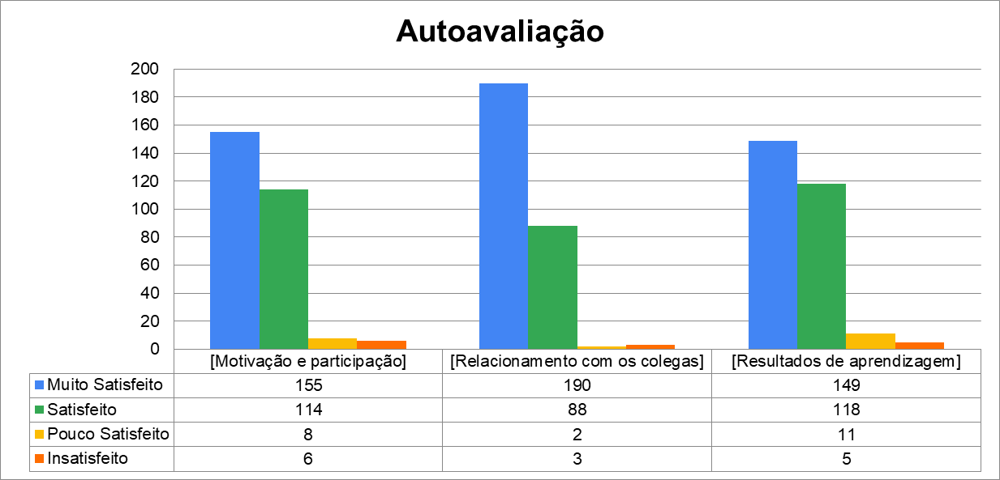 Autoavaliação
200
180
160
140
120
100
80
60
40
20
0
[Motivação e participação] [Relacionamento com os colegas] [Resultados de aprendizagem]
Muito Satisfeito 155 190 149
Satisfeito 114 88 118
Pouco Satisfeito 8 2 11
Insatisfeito 6 3 5